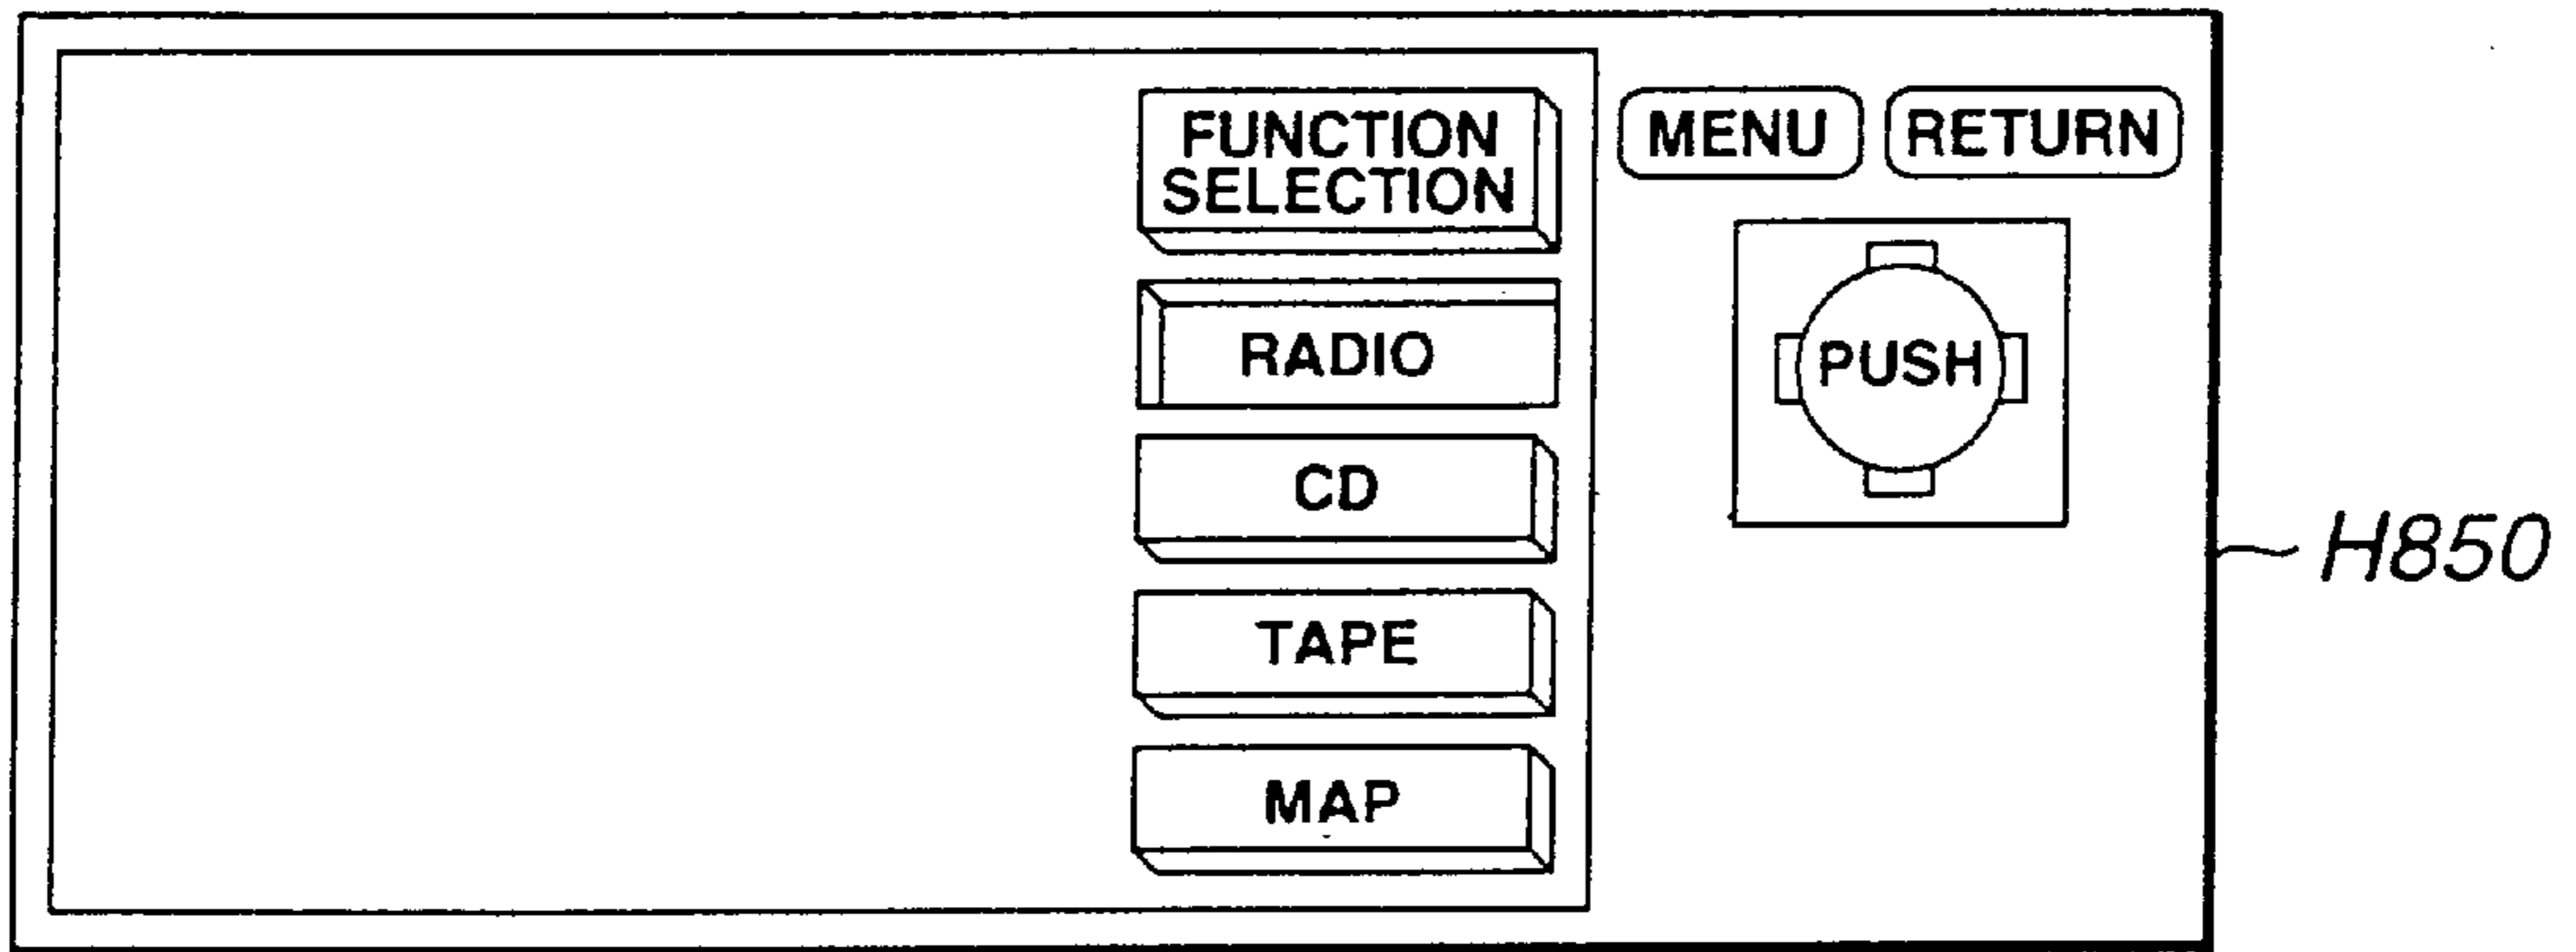 FUNCTION
SELECTION
RADIO
CD
TAPE
MAP
MENU
RETURN
PUSH
H850